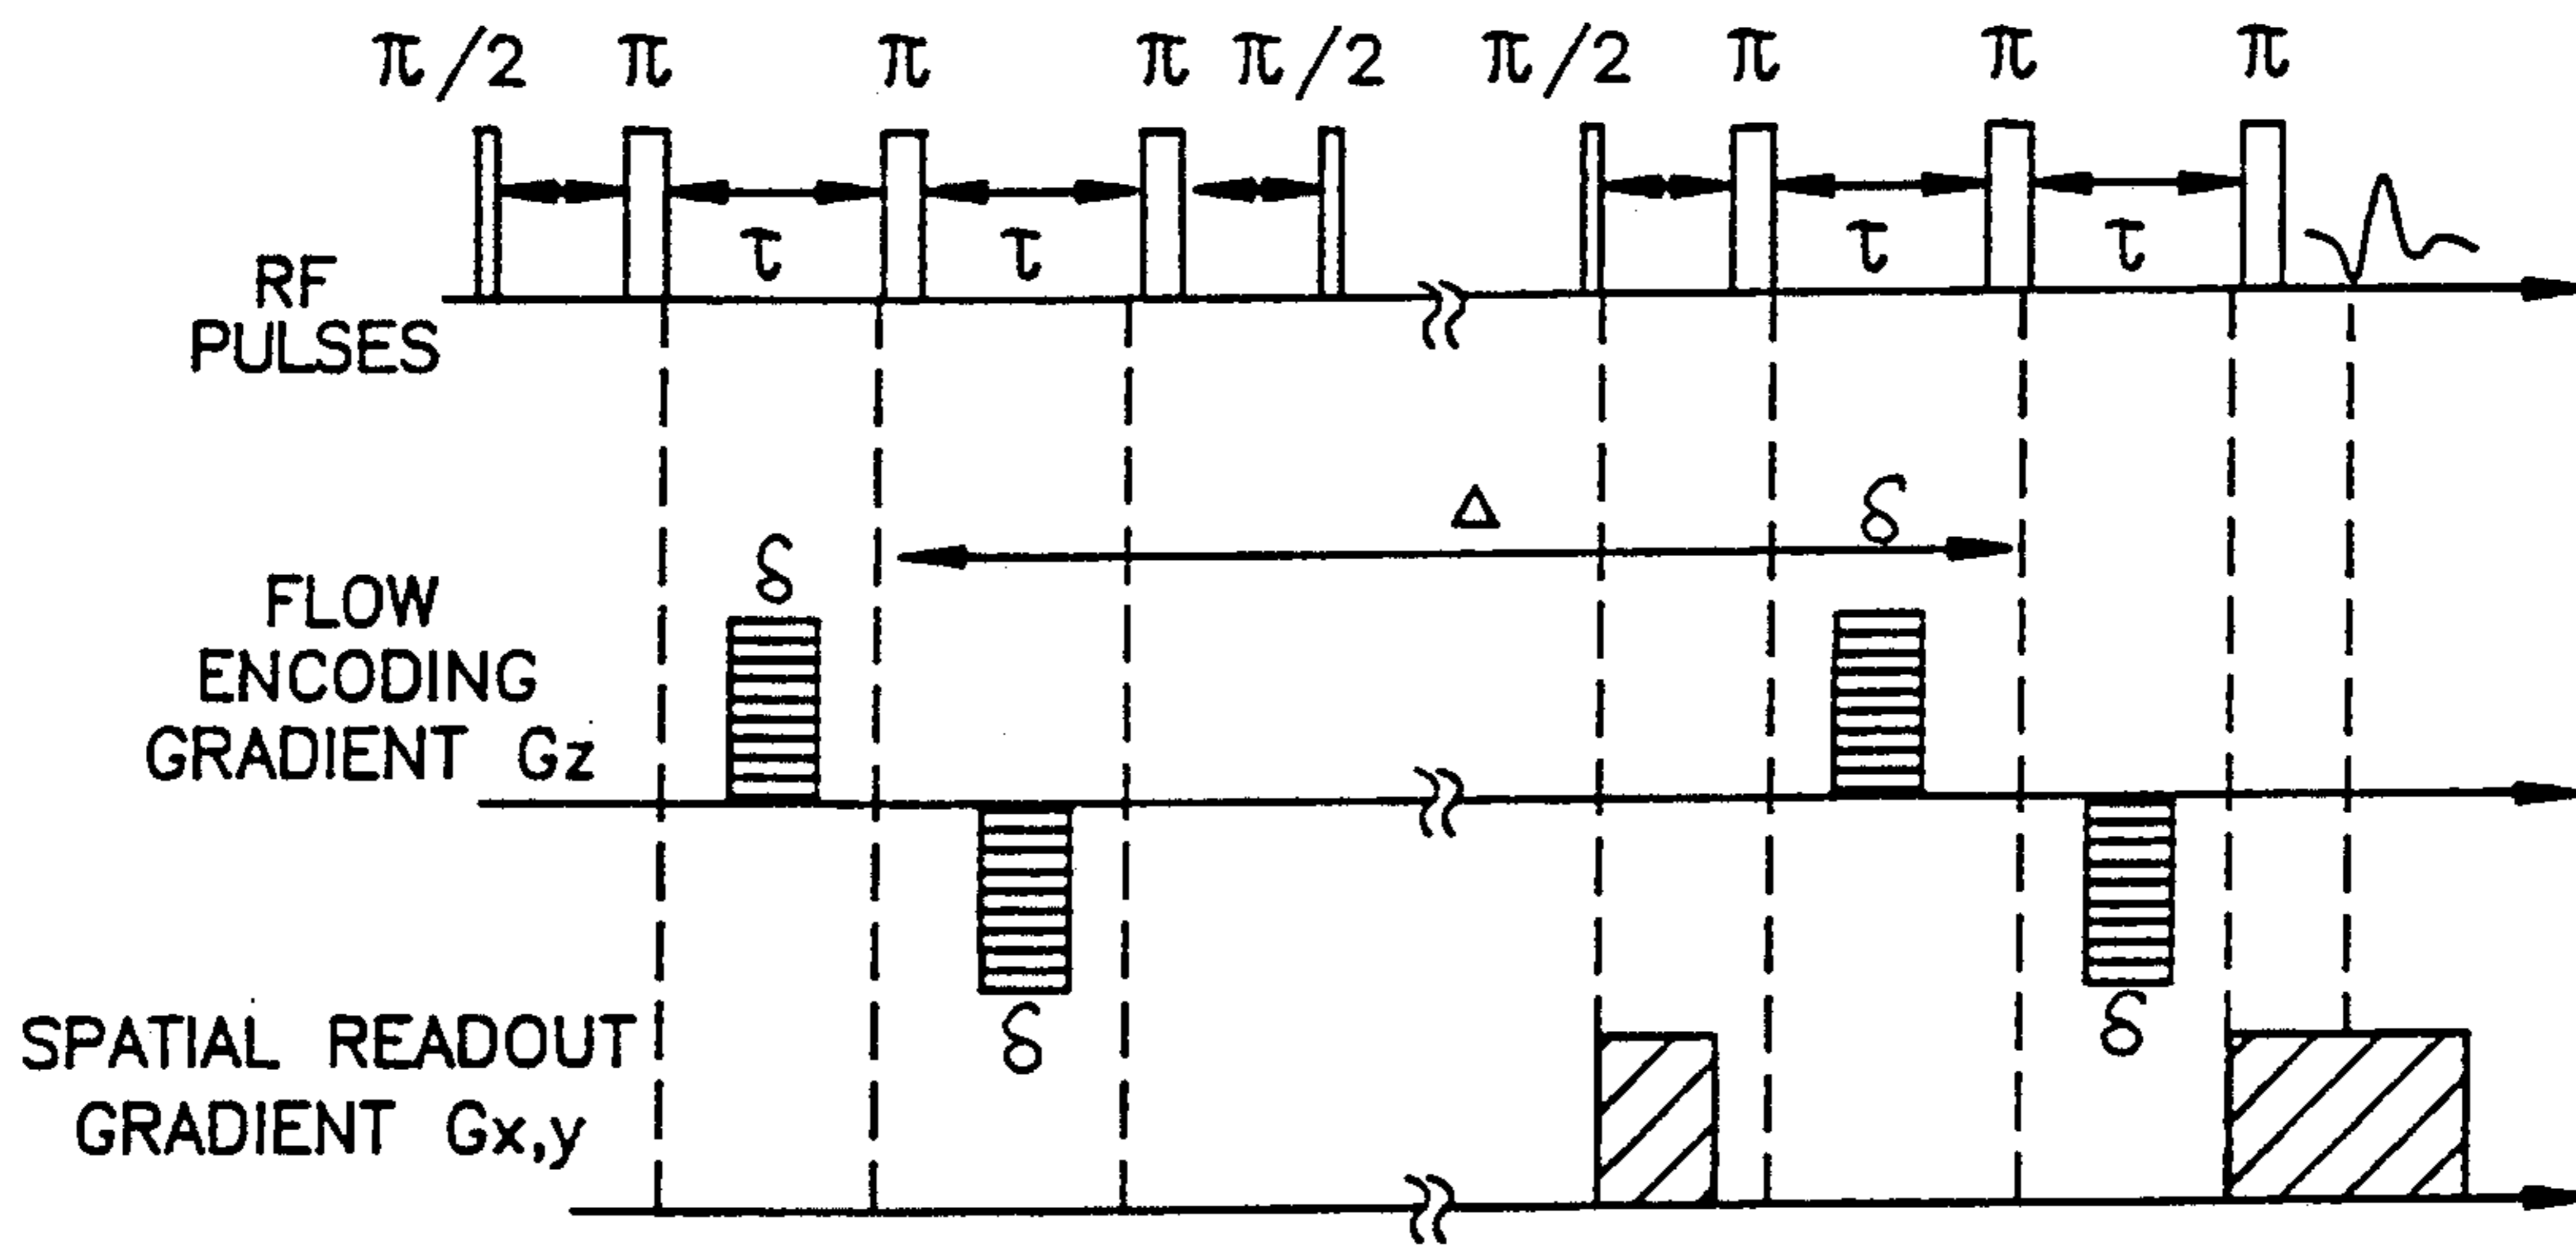 π/2 π π π π/2 π/2 π π π
τ τ τ τ
RF
PULSES
Δ δ
δ
FLOW
ENCODING
GRADIENT Gz
δ δ
SPATIAL READOUT
GRADIENT Gx,y